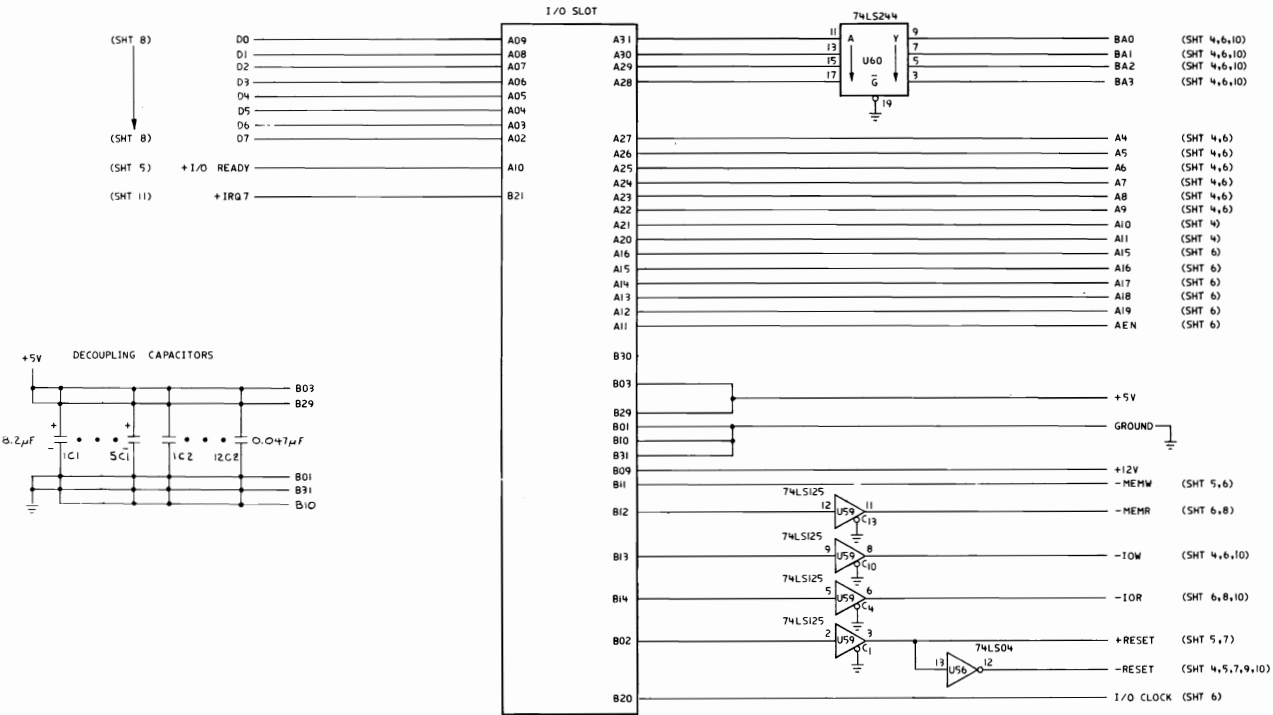 I/O SLOT
74LS244
(SHT 8) D0 A09 A31 11 A Y 9 BA0 (SHT 4,6,10)
D1 A08 A30 13 7 BA1 (SHT 4,6,10)
D2 A07 A29 15 U60 5 BA2 (SHT 4,6,10)
D3 A06 A28 17 G 3 BA3 (SHT 4,6,10)
19
D4 A05
D5 A04
D6 A03
(SHT 8) D7 A02 A27 A4 (SHT 4,6)
A26 A5 (SHT 4,6)
(SHT 5) +I/O READY A10 A25 A6 (SHT 4,6)
A24 A7 (SHT 4,6)
(SHT 11) +IRQ7 B21 A23 A8 (SHT 4,6)
A22 A9 (SHT 4,6)
A21 A10 (SHT 4)
A20 A11 (SHT 4)
A16 A15 (SHT 6)
A15 A16 (SHT 6)
A14 A17 (SHT 6)
A13 A18 (SHT 6)
A12 A19 (SHT 6)
A11 AEN (SHT 6)
B30
+5V DECOUPLING CAPACITORS
B03
B29
+ +
8.2µF 0.047µF
- -
1C1 5C1 1C2 12C2
B01
B31
B10
B03
+5V
B29
B01 GROUND
B10
B31
B09 +12V
B11 -MEMW (SHT 5,6)
74LS125
B12 12 U59 11 -MEMR (SHT 6,8)
C 13
74LS125
B13 9 U59 8 -IOW (SHT 4,6,10)
C 10
74LS125
B14 5 U59 6 -IOR (SHT 6,8,10)
C 4
74LS125
B02 2 U59 3 +RESET (SHT 5,7)
C 1
74LS04
13 U56 12 -RESET (SHT 4,5,7,9,10)
B20 I/O CLOCK (SHT 6)